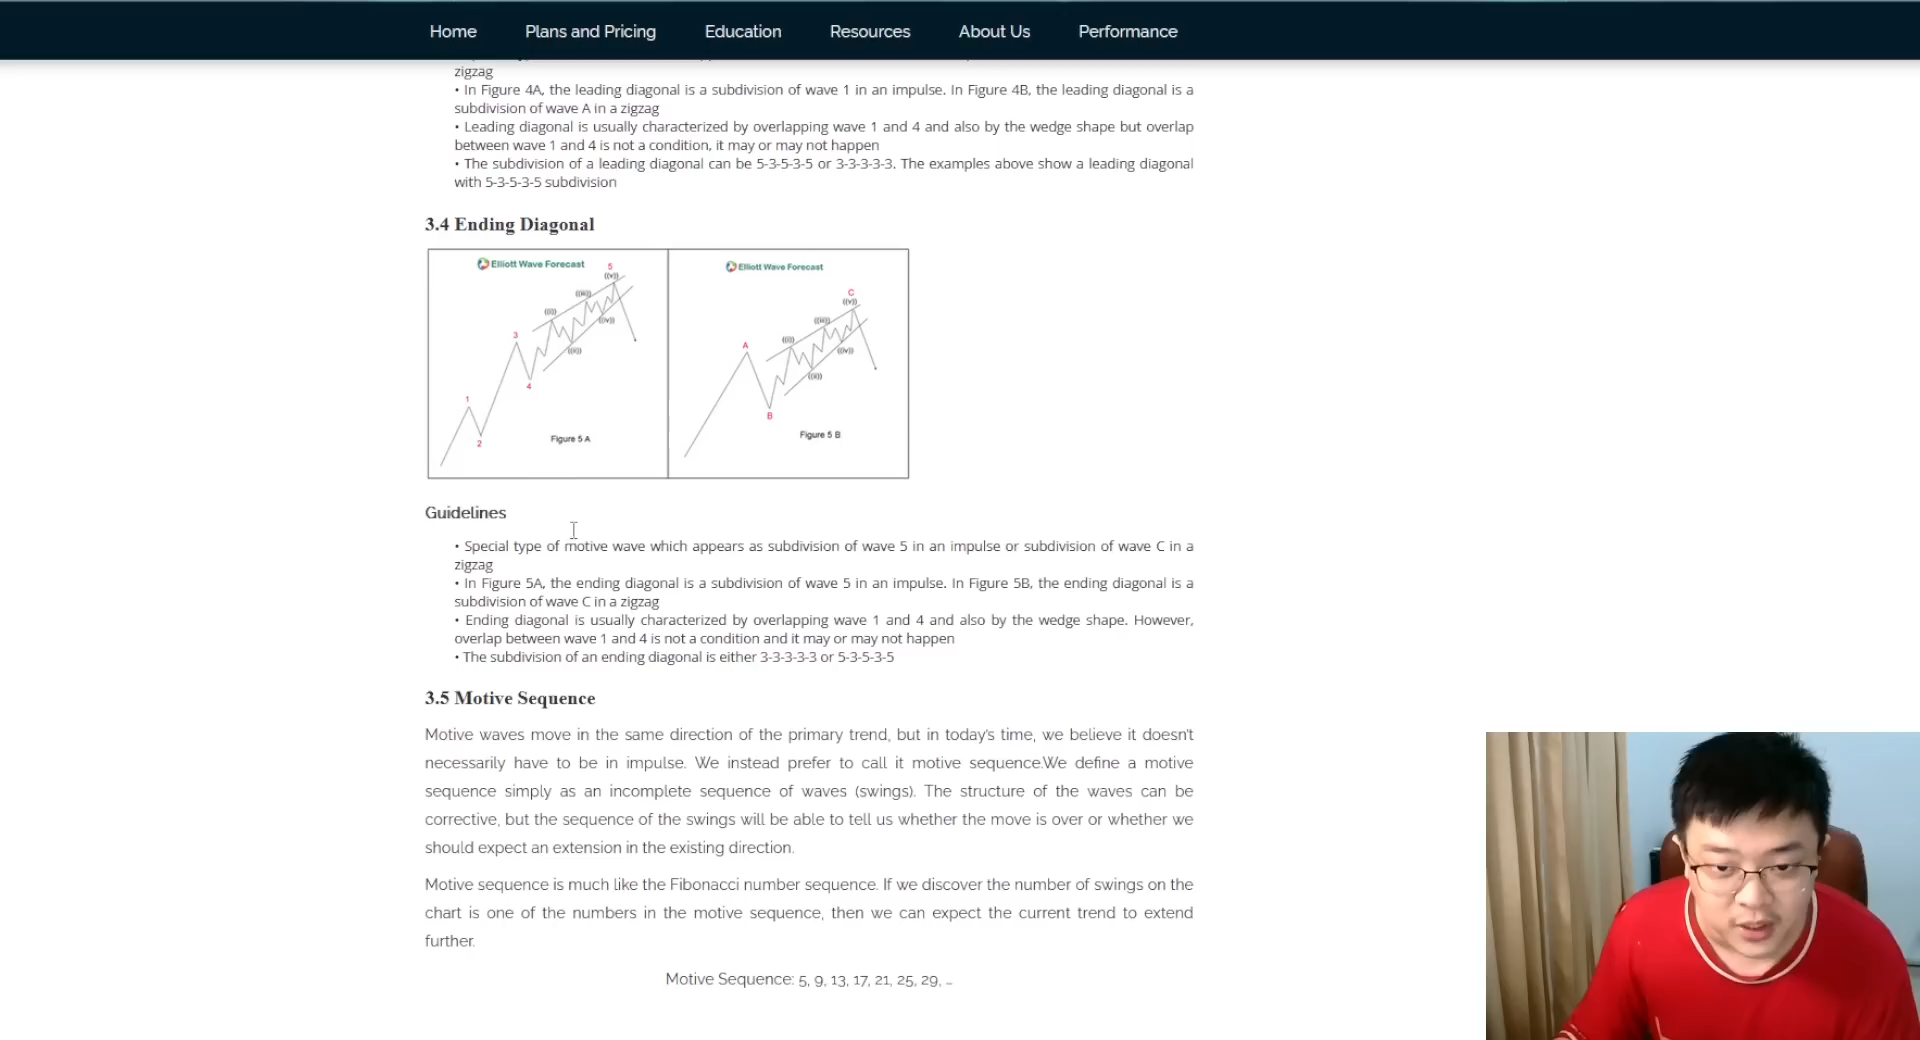 Home Plans and Pricing Education Resources About Us Performance
zigzag
• In Figure 4A, the leading diagonal is a subdivision of wave 1 in an impulse. In Figure 4B, the leading diagonal is a
subdivision of wave A in a zigzag
• Leading diagonal is usually characterized by overlapping wave 1 and 4 and also by the wedge shape but overlap
between wave 1 and 4 is not a condition, it may or may not happen
• The subdivision of a leading diagonal can be 5-3-5-3-5 or 3-3-3-3-3. The examples above show a leading diagonal
with 5-3-5-3-5 subdivision
3.4 Ending Diagonal
Elliott Wave Forecast
5
((v))
((iii))
((i))
((iv))
3
((ii))
4
1
2
Figure 5 A
Elliott Wave Forecast
C
((v))
((iii))
((i))
A
((iv))
((ii))
B
Figure 5 B
Guidelines
• Special type of motive wave which appears as subdivision of wave 5 in an impulse or subdivision of wave C in a
zigzag
• In Figure 5A, the ending diagonal is a subdivision of wave 5 in an impulse. In Figure 5B, the ending diagonal is a
subdivision of wave C in a zigzag
• Ending diagonal is usually characterized by overlapping wave 1 and 4 and also by the wedge shape. However,
overlap between wave 1 and 4 is not a condition and it may or may not happen
• The subdivision of an ending diagonal is either 3-3-3-3-3 or 5-3-5-3-5
3.5 Motive Sequence
Motive waves move in the same direction of the primary trend, but in today's time, we believe it doesn't
necessarily have to be in impulse. We instead prefer to call it motive sequence.We define a motive
sequence simply as an incomplete sequence of waves (swings). The structure of the waves can be
corrective, but the sequence of the swings will be able to tell us whether the move is over or whether we
should expect an extension in the existing direction.
Motive sequence is much like the Fibonacci number sequence. If we discover the number of swings on the
chart is one of the numbers in the motive sequence, then we can expect the current trend to extend
further.
Motive Sequence: 5, 9, 13, 17, 21, 25, 29, …